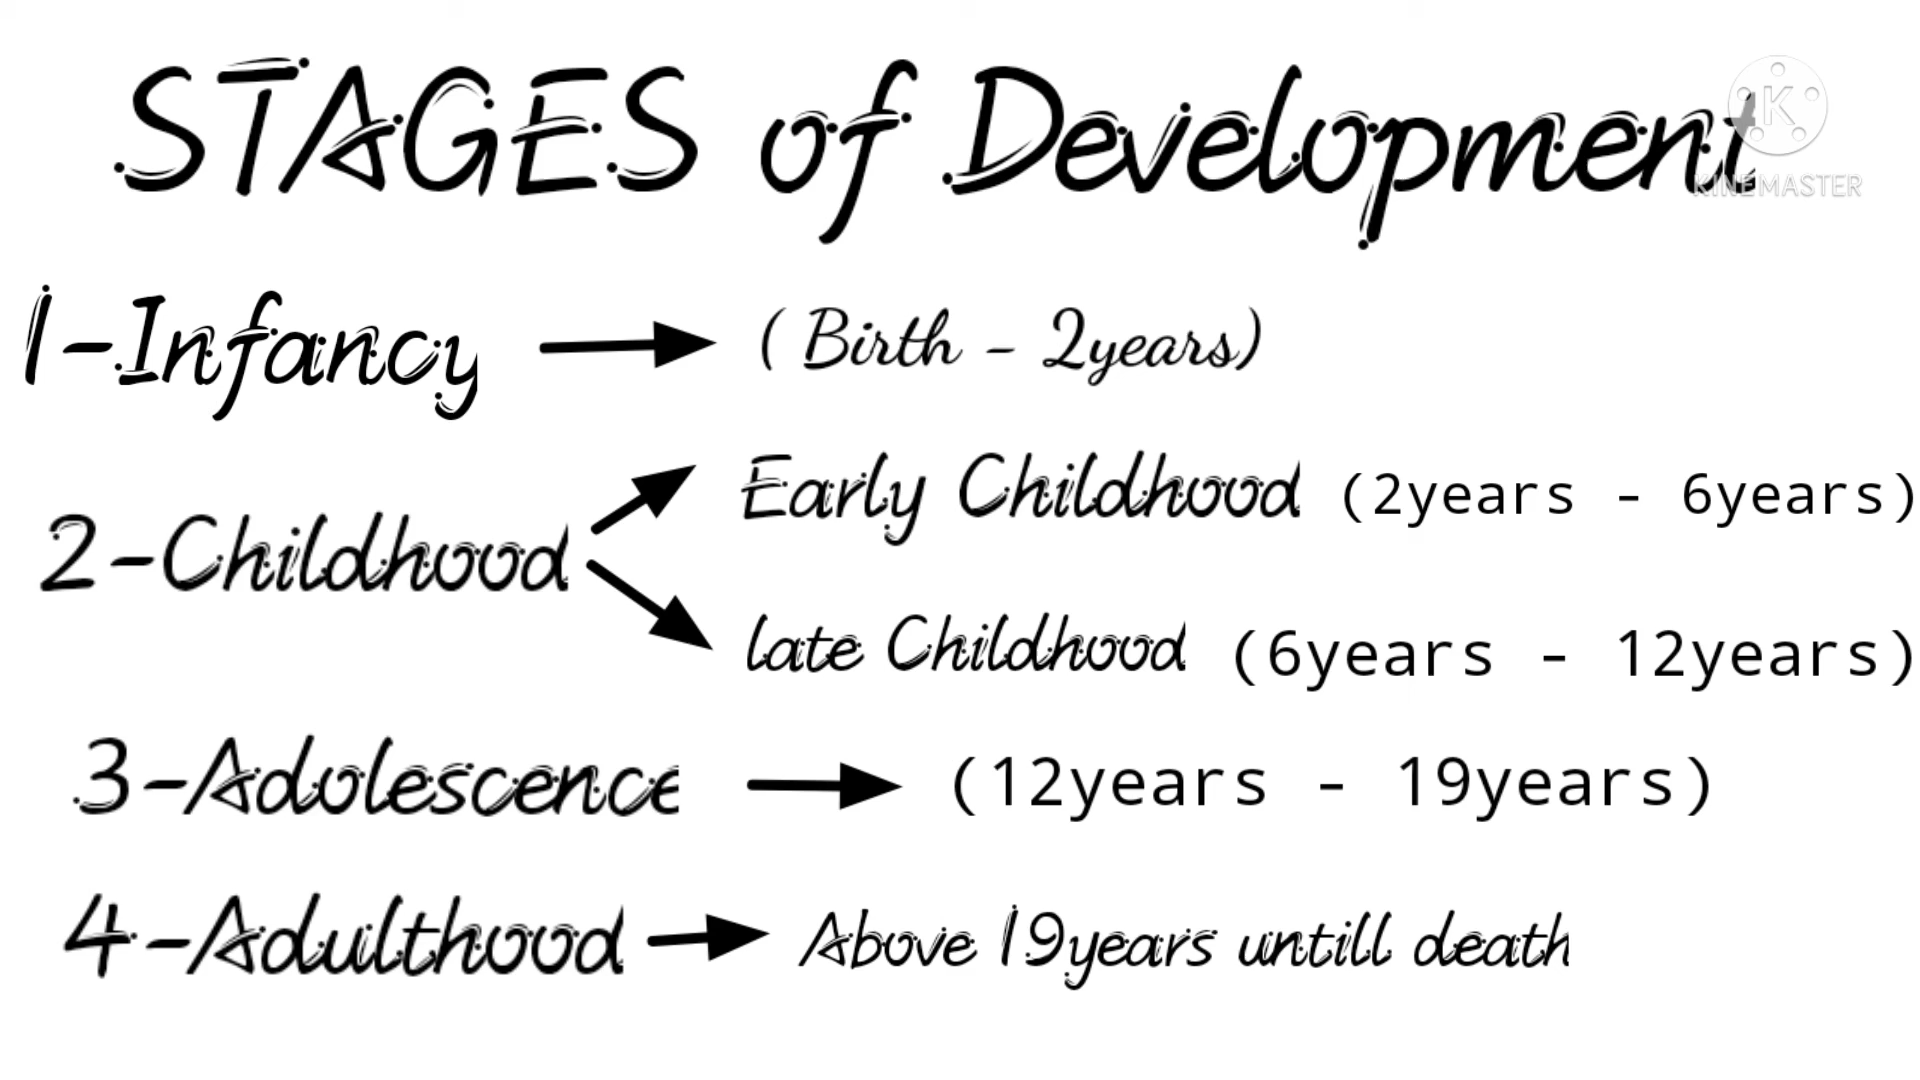 STAGES of Development
KINEMASTER
1-Infancy → ( Birth - 2years)
2-Childhood
Early Childhood (2years - 6years)
late Childhood (6years - 12years)
3-Adolescence → (12years - 19years)
4-Adulthood → Above 19years untill death